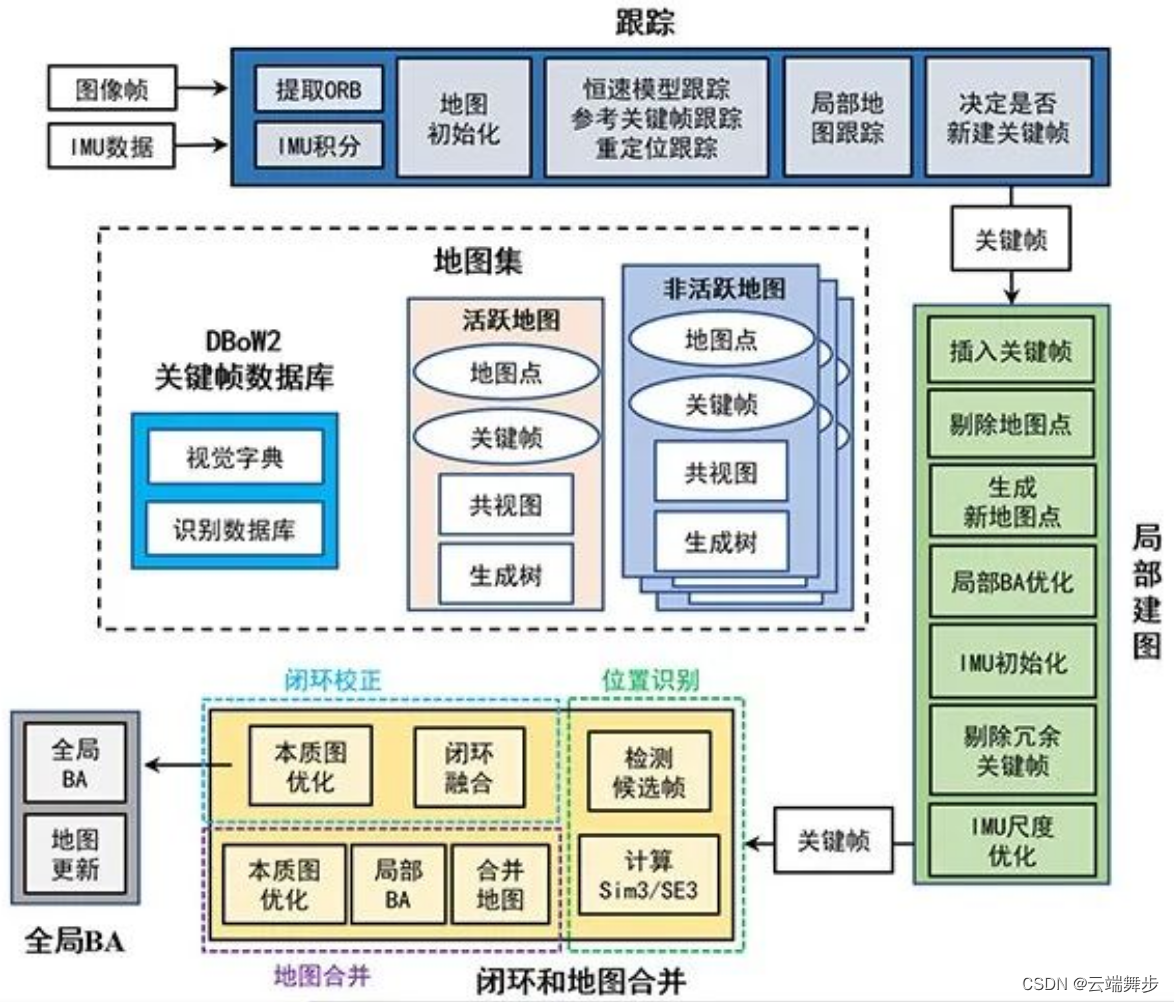 跟踪
图像帧
IMU数据
提取ORB
IMU积分
地图
初始化
恒速模型跟踪
参考关键帧跟踪
重定位跟踪
局部地
图跟踪
决定是否
新建关键帧
关键帧
地图集
DBoW2
关键帧数据库
视觉字典
识别数据库
活跃地图
地图点
关键帧
共视图
生成树
非活跃地图
地图点
关键帧
共视图
生成树
插入关键帧
剔除地图点
生成
新地图点
局部BA优化
IMU初始化
剔除冗余
关键帧
IMU尺度
优化
局部建图
关键帧
位置识别
检测
候选帧
计算
Sim3/SE3
闭环校正
本质图
优化
闭环
融合
本质图
优化
局部
BA
合并
地图
地图合并
闭环和地图合并
全局
BA
地图
更新
全局BA
CSDN @云端舞步